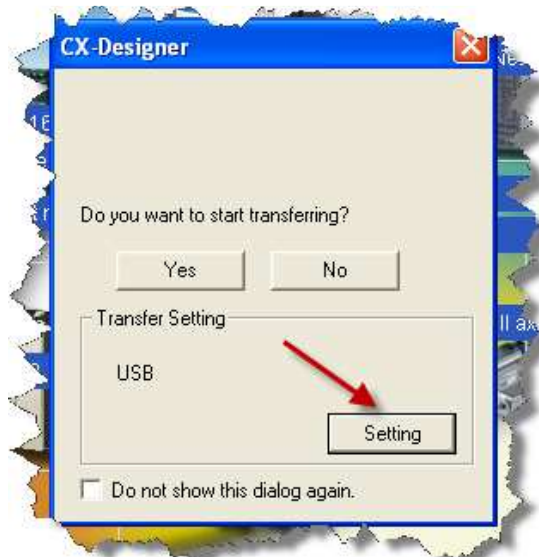 CX-Designer
Do you want to start transferring?
Yes No
Transfer Setting
USB
Setting
Do not show this dialog again.